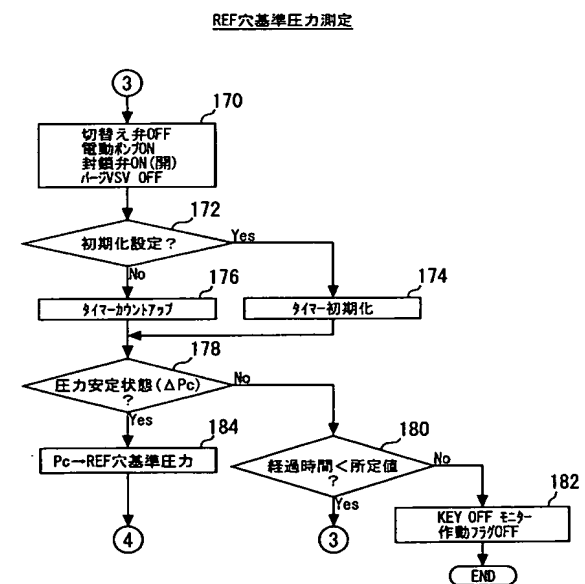 REF穴基準圧力測定
3
170
切替え弁OFF
電動ポンプON
封鎖弁ON(開)
パージVSV OFF
172
初期化設定?
Yes
No
176
174
タイマーカウントアップ
タイマー初期化
178
圧力安定状態(ΔPc)
?
No
Yes
184
180
Pc→REF穴基準圧力
経過時間<所定値
?
No
Yes
182
4
3
KEY OFF モニター
作動フラグOFF
END